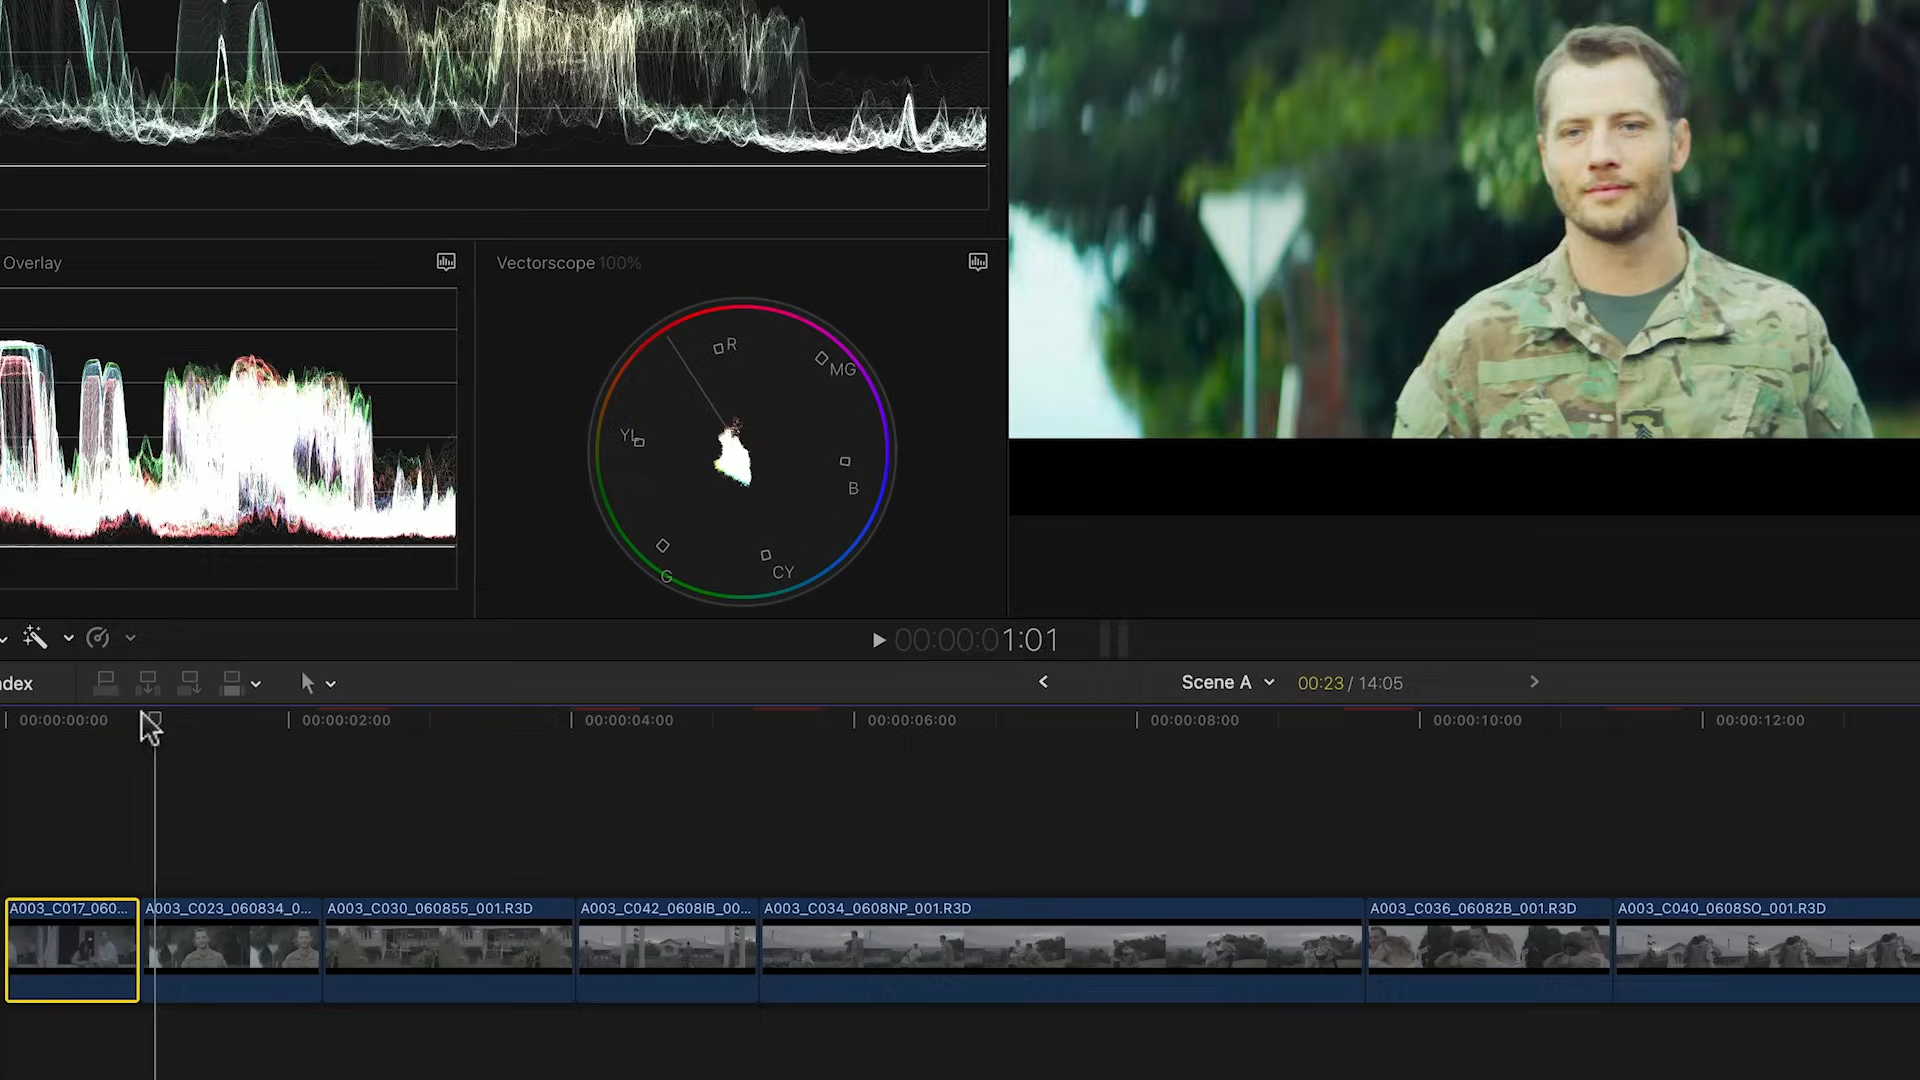 Overlay
Vectorscope 100%
R
MG
YL
B
G
CY
00:00:01:01
ndex
Scene A
00:23 / 14:05
00:00:00:00
00:00:02:00
00:00:04:00
00:00:06:00
00:00:08:00
00:00:10:00
00:00:12:00
A003_C017_060...
A003_C023_060834_0...
A003_C030_060855_001.R3D
A003_C042_0608IB_00...
A003_C034_0608NP_001.R3D
A003_C036_06082B_001.R3D
A003_C040_0608SO_001.R3D